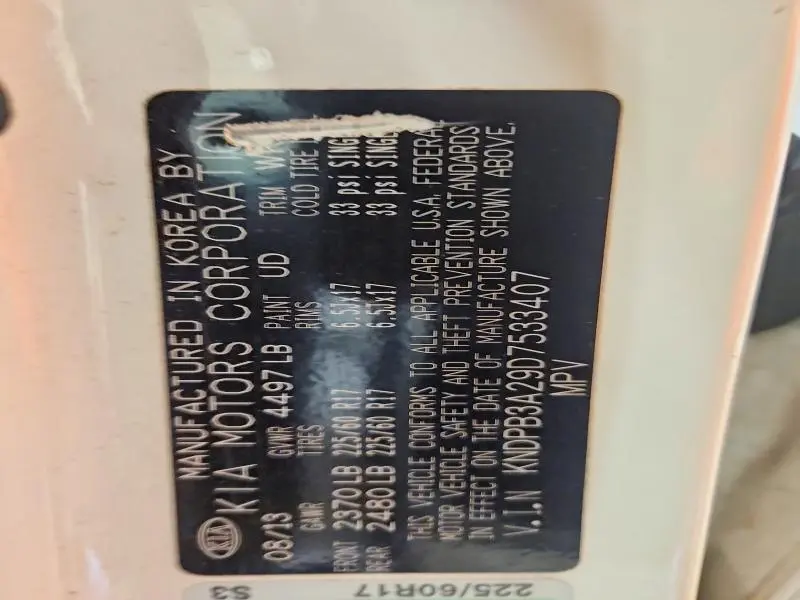 MANUFACTURED IN KOREA BY
KIA KIA MOTORS CORPORATION
08/13 GVWR 4497LB PAINT UD TRIM
GAWR TIRES RIMS COLD TIRE
FRONT 2370LB 225/60 R17 6.5Jx17 33 psi SING
REAR 2480LB 225/60 R17 6.5Jx17 33 psi SING
THIS VEHICLE CONFORMS TO ALL APPLICABLE U.S.A. FEDERAL
MOTOR VEHICLE SAFETY AND THEFT PREVENTION STANDARDS
IN EFFECT ON THE DATE OF MANUFACTURE SHOWN ABOVE.
V.I.N KNDPB3A29D7533407
MPV
225/60R17 S3